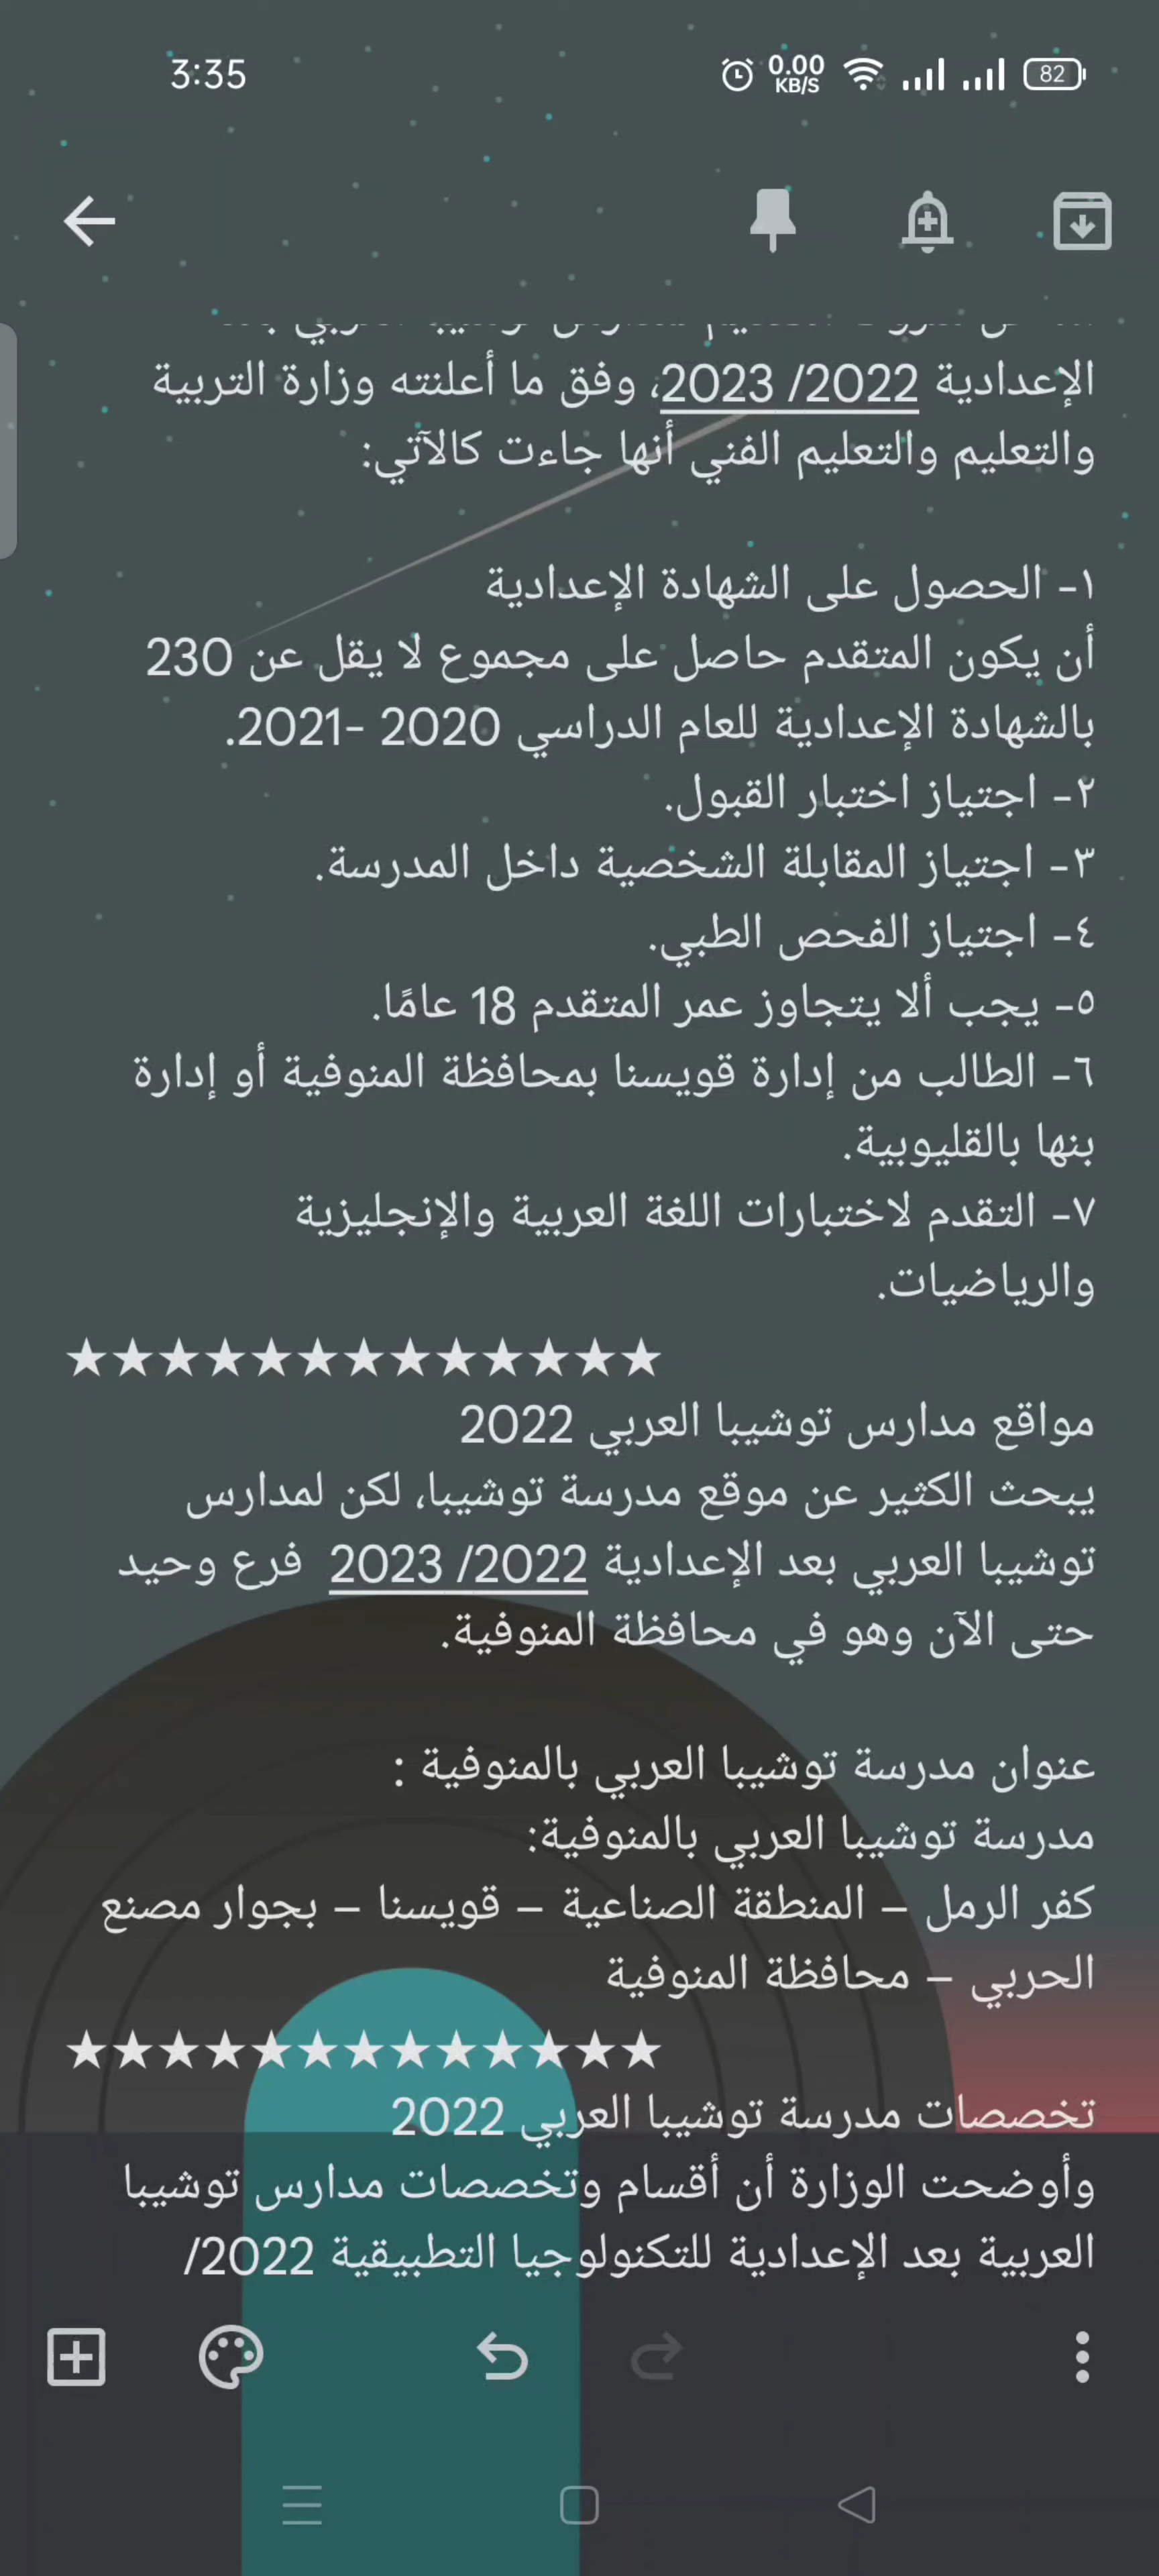 3:35
0.00
KB/S
82
الإعدادية 2022/ 2023، وفق ما أعلنته وزارة التربية
والتعليم والتعليم الفني أنها جاءت كالآتي:
١- الحصول على الشهادة الإعدادية
أن يكون المتقدم حاصل على مجموع لا يقل عن 230
بالشهادة الإعدادية للعام الدراسي 2020 -2021.
٢- اجتياز اختبار القبول.
٣- اجتياز المقابلة الشخصية داخل المدرسة.
٤- اجتياز الفحص الطبي.
٥- يجب ألا يتجاوز عمر المتقدم 18 عامًا.
٦- الطالب من إدارة قويسنا بمحافظة المنوفية أو إدارة
بنها بالقليوبية.
٧- التقدم لاختبارات اللغة العربية والإنجليزية
والرياضيات.
★★★★★★★★★★★★★
مواقع مدارس توشيبا العربي 2022
يبحث الكثير عن موقع مدرسة توشيبا، لكن لمدارس
توشيبا العربي بعد الإعدادية 2022/ 2023 فرع وحيد
حتى الآن وهو في محافظة المنوفية.
عنوان مدرسة توشيبا العربي بالمنوفية :
مدرسة توشيبا العربي بالمنوفية:
كفر الرمل – المنطقة الصناعية – قويسنا – بجوار مصنع
الحربي – محافظة المنوفية
★★★★★★★★★★★★★
تخصصات مدرسة توشيبا العربي 2022
وأوضحت الوزارة أن أقسام وتخصصات مدارس توشيبا
العربية بعد الإعدادية للتكنولوجيا التطبيقية 2022/